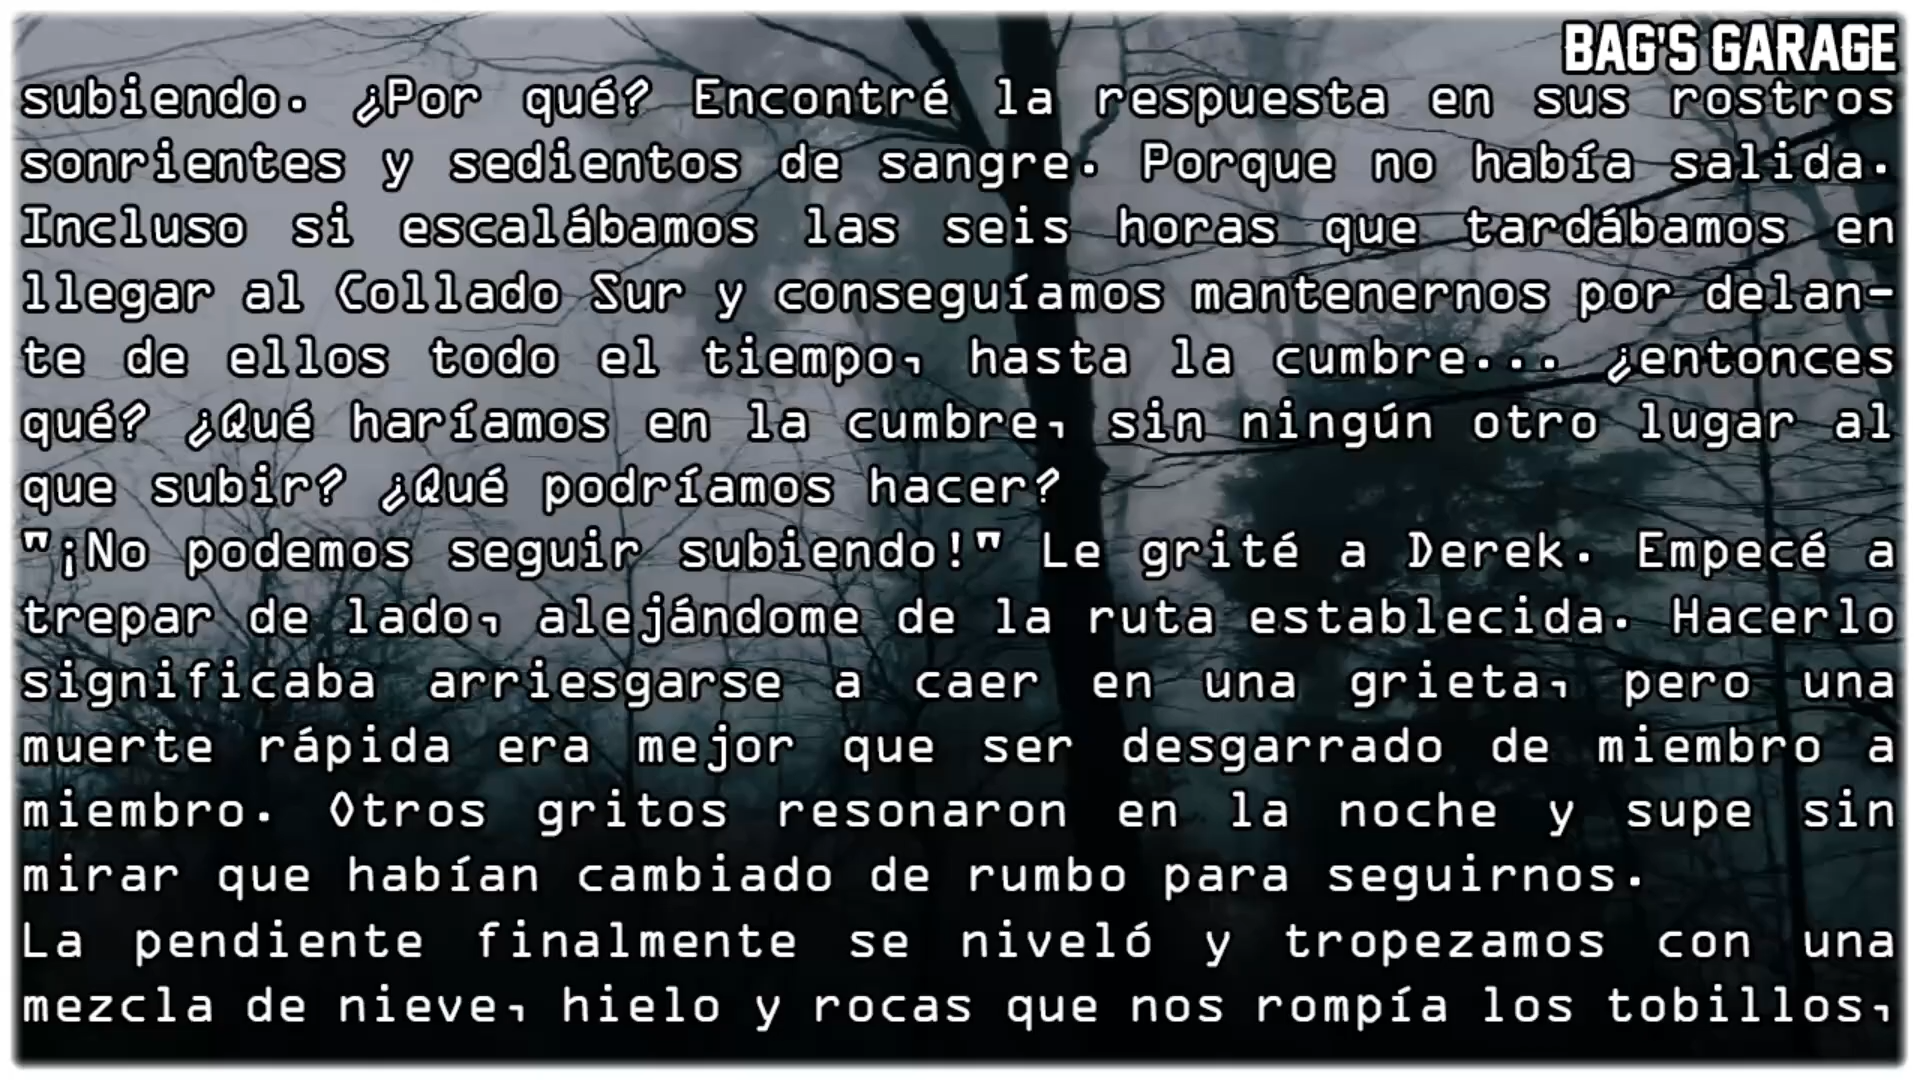 BAG'S GARAGE
subiendo. ¿Por qué? Encontré la respuesta en sus rostros
sonrientes y sedientos de sangre. Porque no había salida.
Incluso si escalábamos las seis horas que tardábamos en
llegar al Collado Sur y conseguíamos mantenernos por delan-
te de ellos todo el tiempo, hasta la cumbre... ¿entonces
qué? ¿Qué haríamos en la cumbre, sin ningún otro lugar al
que subir? ¿Qué podríamos hacer?
"¡No podemos seguir subiendo!" Le grité a Derek. Empecé a
trepar de lado, alejándome de la ruta establecida. Hacerlo
significaba arriesgarse a caer en una grieta, pero una
muerte rápida era mejor que ser desgarrado de miembro a
miembro. Otros gritos resonaron en la noche y supe sin
mirar que habían cambiado de rumbo para seguirnos.
La pendiente finalmente se niveló y tropezamos con una
mezcla de nieve, hielo y rocas que nos rompía los tobillos,